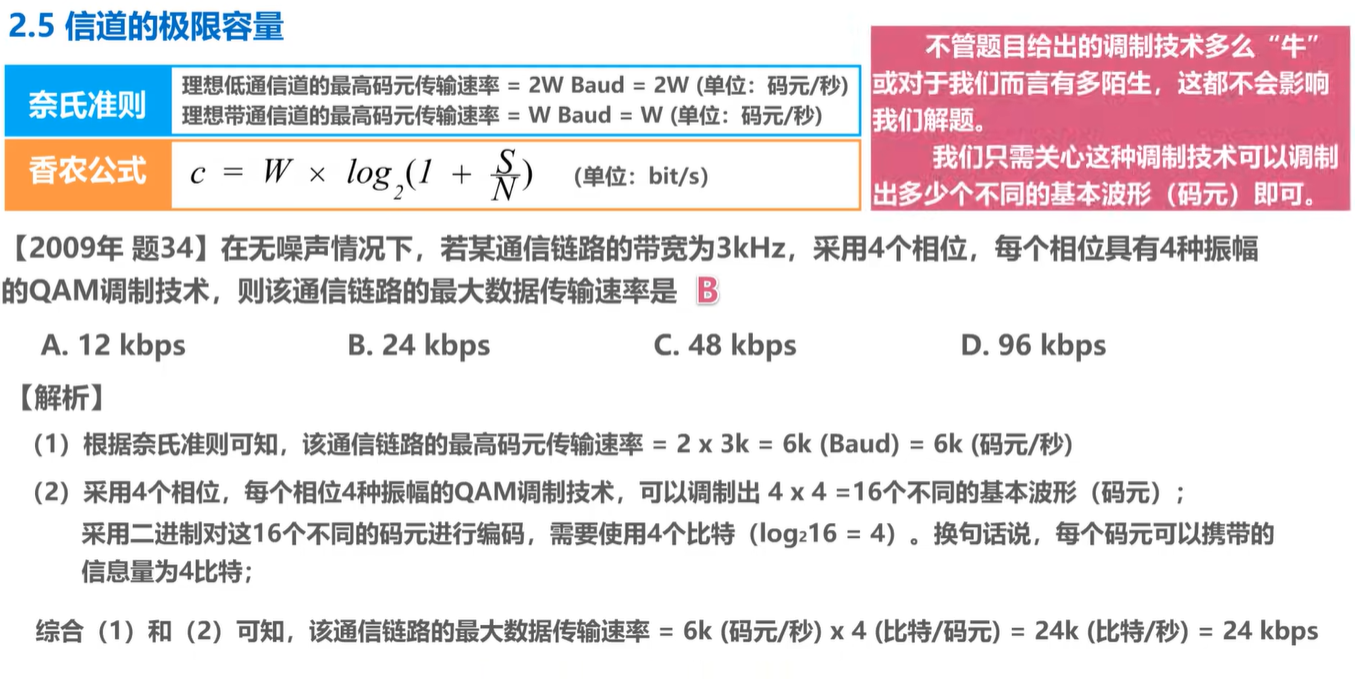 2.5 信道的极限容量
奈氏准则
理想低通信道的最高码元传输速率 = 2W Baud = 2W (单位：码元/秒)
理想带通信道的最高码元传输速率 = W Baud = W (单位：码元/秒)
香农公式
c = W × log₂(1 + S/N) (单位：bit/s)
不管题目给出的调制技术多么“牛”
或对于我们而言有多陌生，这都不会影响
我们解题。
我们只需关心这种调制技术可以调制
出多少个不同的基本波形（码元）即可。
【2009年 题34】在无噪声情况下，若某通信链路的带宽为3kHz，采用4个相位，每个相位具有4种振幅
的QAM调制技术，则该通信链路的最大数据传输速率是 B
A. 12 kbps B. 24 kbps C. 48 kbps D. 96 kbps
【解析】
（1）根据奈氏准则可知，该通信链路的最高码元传输速率 = 2 x 3k = 6k (Baud) = 6k (码元/秒)
（2）采用4个相位，每个相位4种振幅的QAM调制技术，可以调制出 4 x 4 =16个不同的基本波形（码元）；
采用二进制对这16个不同的码元进行编码，需要使用4个比特（log₂16 = 4）。换句话说，每个码元可以携带的
信息量为4比特；
综合（1）和（2）可知，该通信链路的最大数据传输速率 = 6k (码元/秒) x 4 (比特/码元) = 24k (比特/秒) = 24 kbps